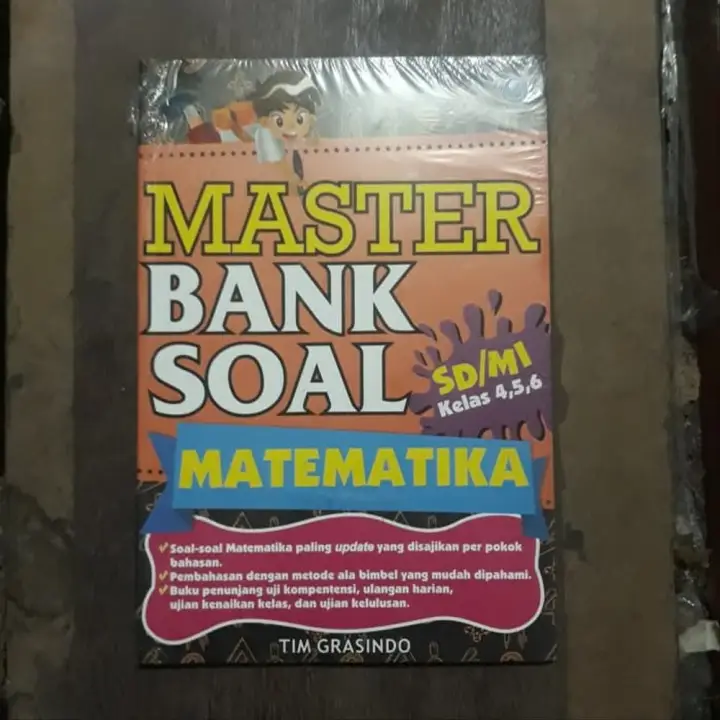 MASTER
BANK
SOAL
SD/MI
Kelas 4,5,6
MATEMATIKA
Soal-soal Matematika paling update yang disajikan per pokok
bahasan.
Pembahasan dengan metode ala bimbel yang mudah dipahami.
Buku penunjang uji kompentensi, ulangan harian,
ujian kenaikan kelas, dan ujian kelulusan.
TIM GRASINDO